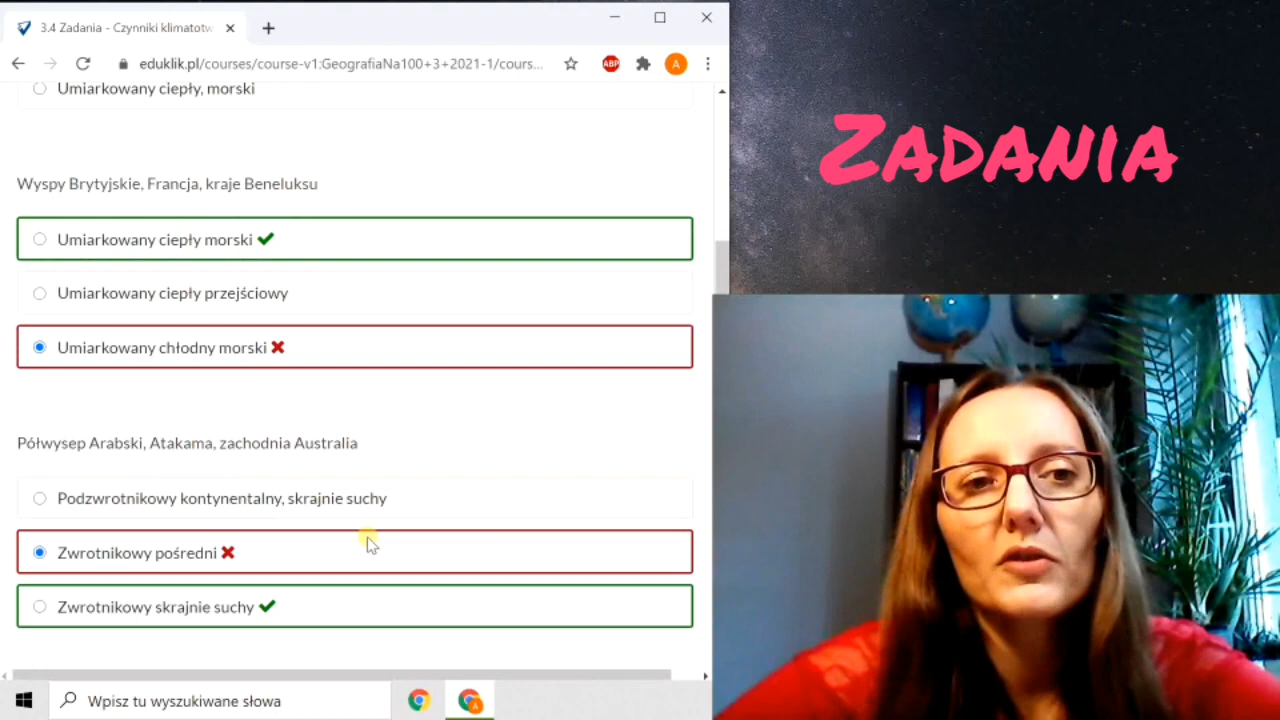 3.4 Zadania - Czynniki klimatotw
eduklik.pl/courses/course-v1:GeografiaNa100+3+2021-1/cours...
ABP
A
Umiarkowany ciepły, morski
Wyspy Brytyjskie, Francja, kraje Beneluksu
Umiarkowany ciepły morski
Umiarkowany ciepły przejściowy
Umiarkowany chłodny morski
Półwysep Arabski, Atakama, zachodnia Australia
Podzwrotnikowy kontynentalny, skrajnie suchy
Zwrotnikowy pośredni
Zwrotnikowy skrajnie suchy
Wpisz tu wyszukiwane słowa
A
ZADANIA